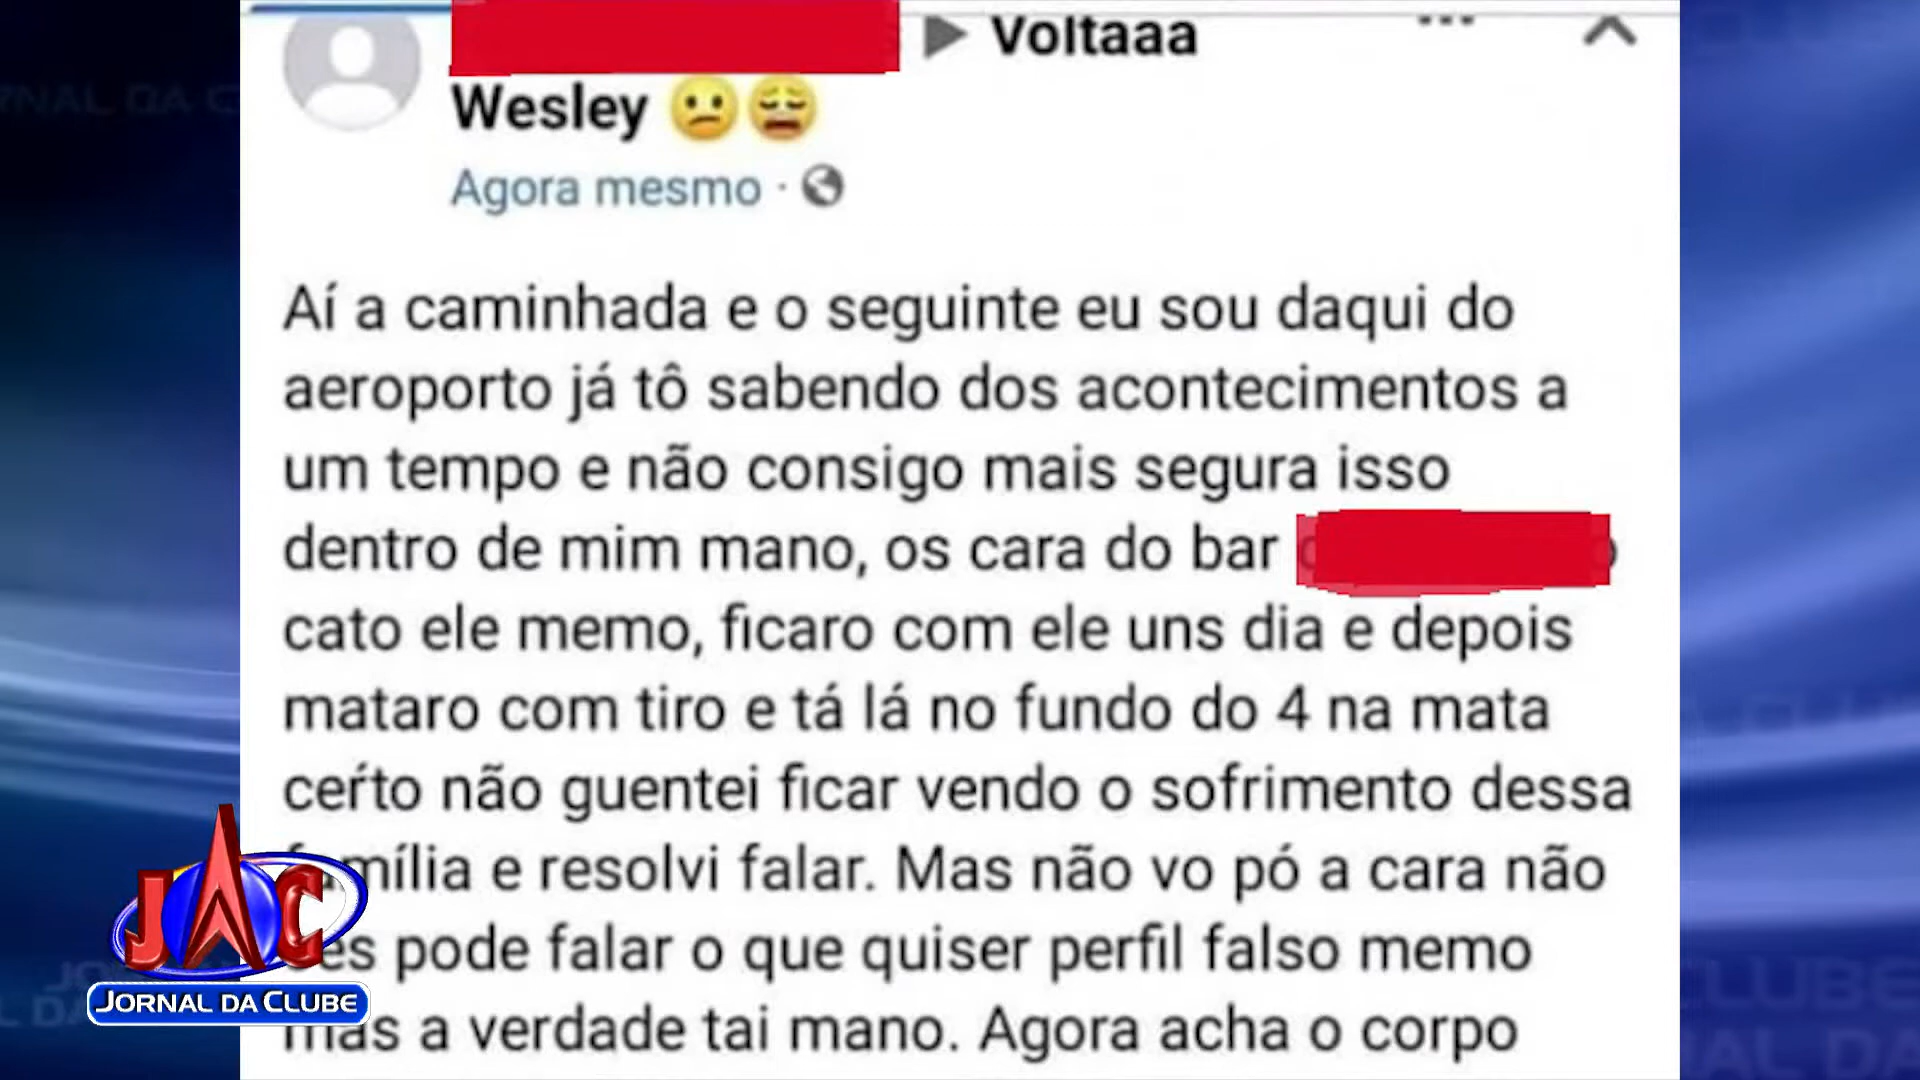 Voltaaa
Wesley 😕😩
Agora mesmo ·
Aí a caminhada e o seguinte eu sou daqui do
aeroporto já tô sabendo dos acontecimentos a
um tempo e não consigo mais segura isso
dentro de mim mano, os cara do bar
cato ele memo, ficaro com ele uns dia e depois
mataro com tiro e tá lá no fundo do 4 na mata
ceŕto não guentei ficar vendo o sofrimento dessa
família e resolvi falar. Mas não vo pó a cara não
pode falar o que quiser perfil falso memo
mas a verdade tai mano. Agora acha o corpo
JAC
JORNAL DA CLUBE